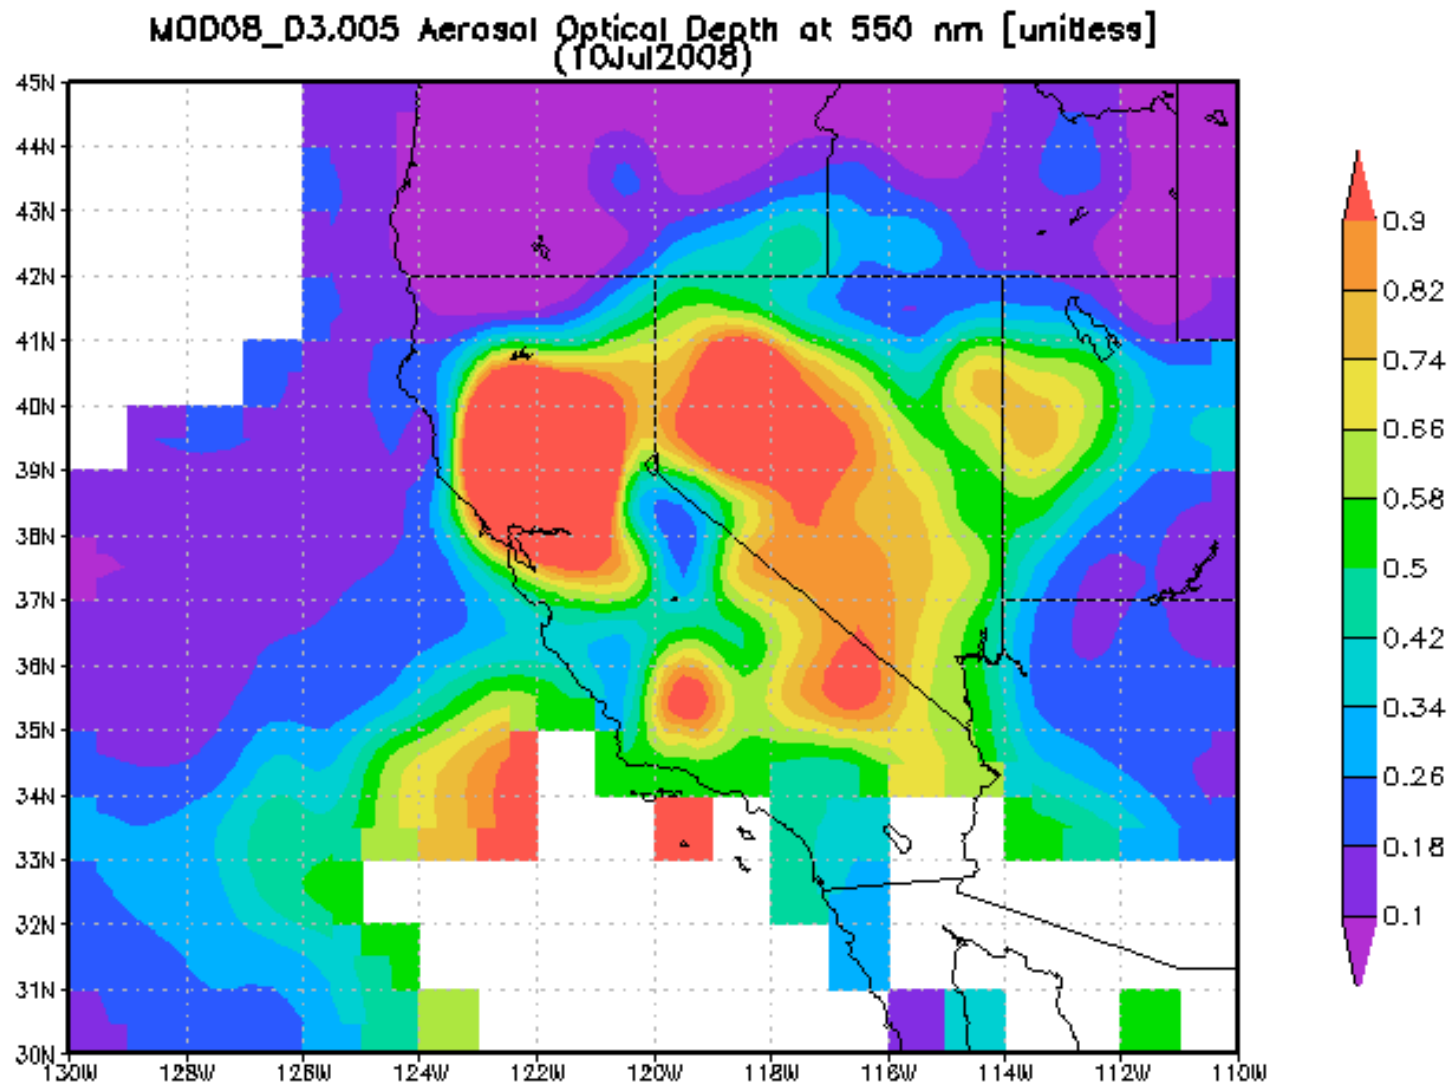 MOD08_D3.005 Aerosol Optical Depth at 550 nm [unitless]
(10Jul2008)
45N
44N
43N
42N
41N
40N
39N
38N
37N
36N
35N
34N
33N
32N
31N
30N
130W 128W 126W 124W 122W 120W 118W 116W 114W 112W 110W
0.9
0.82
0.74
0.66
0.58
0.5
0.42
0.34
0.26
0.18
0.1